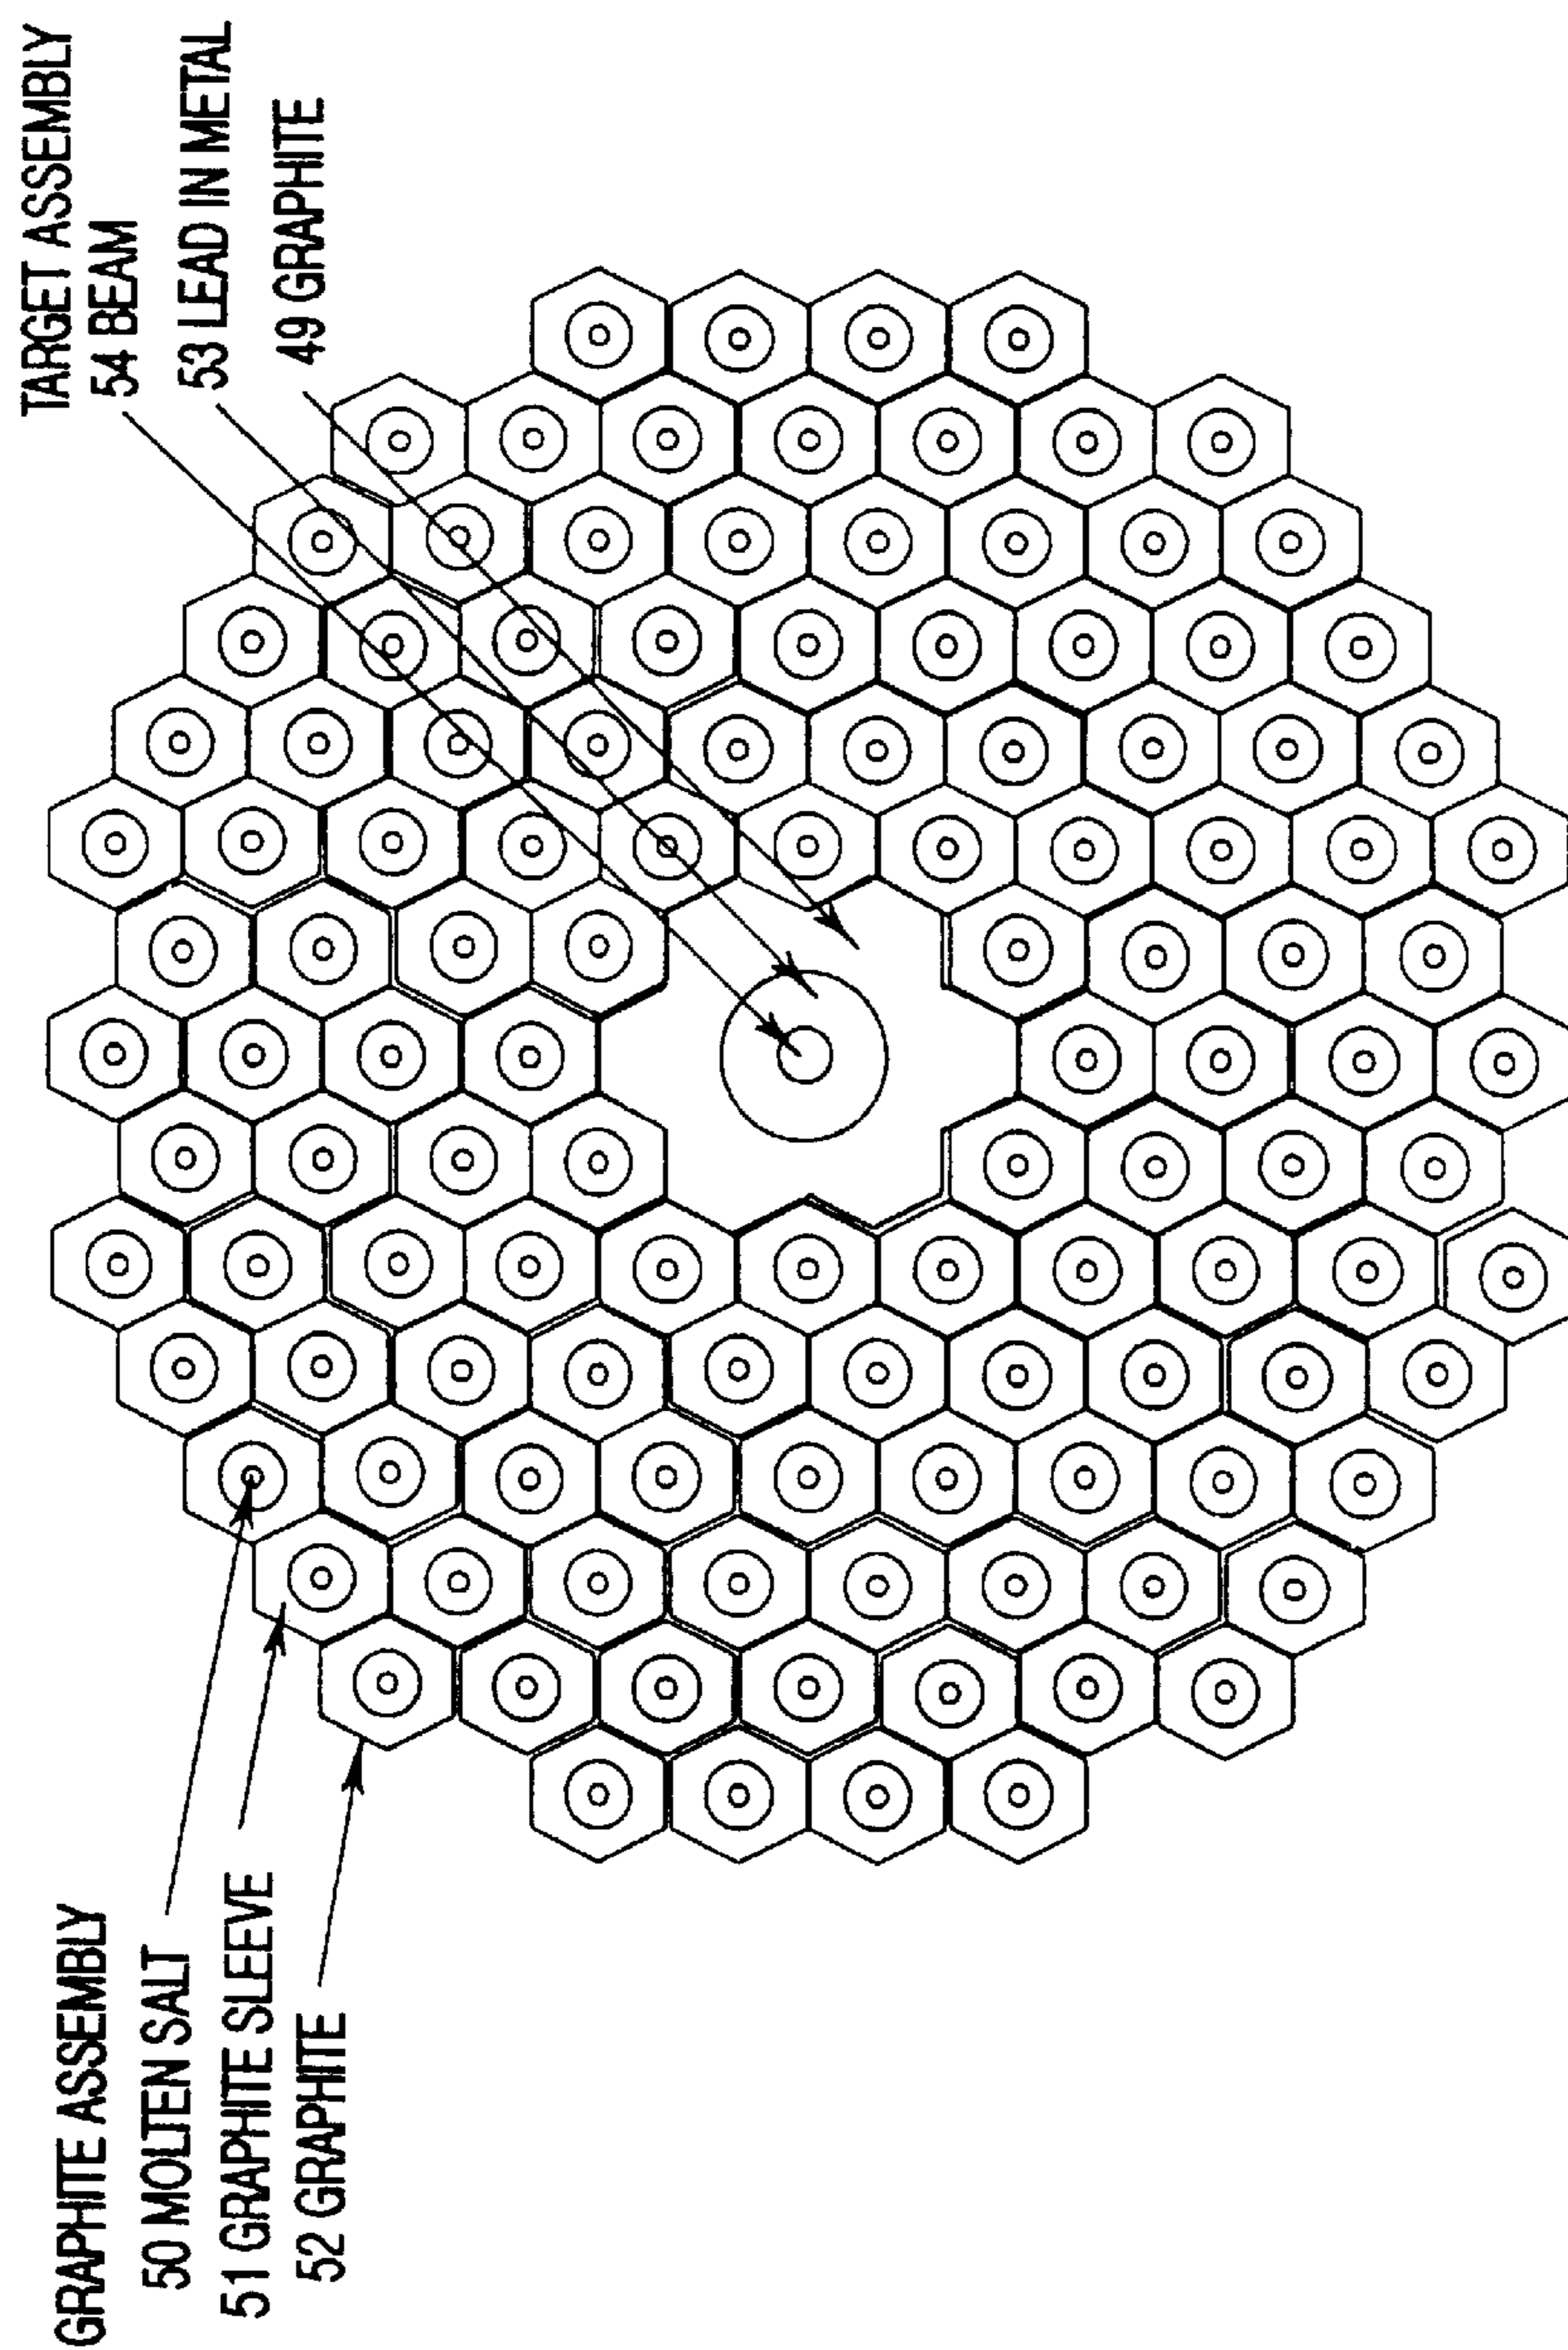 GRAPHITE ASSEMBLY
50 MOLTEN SALT
51 GRAPHITE SLEEVE
52 GRAPHITE
TARGET ASSEMBLY
54 BEAM
53 LEAD IN METAL
49 GRAPHITE